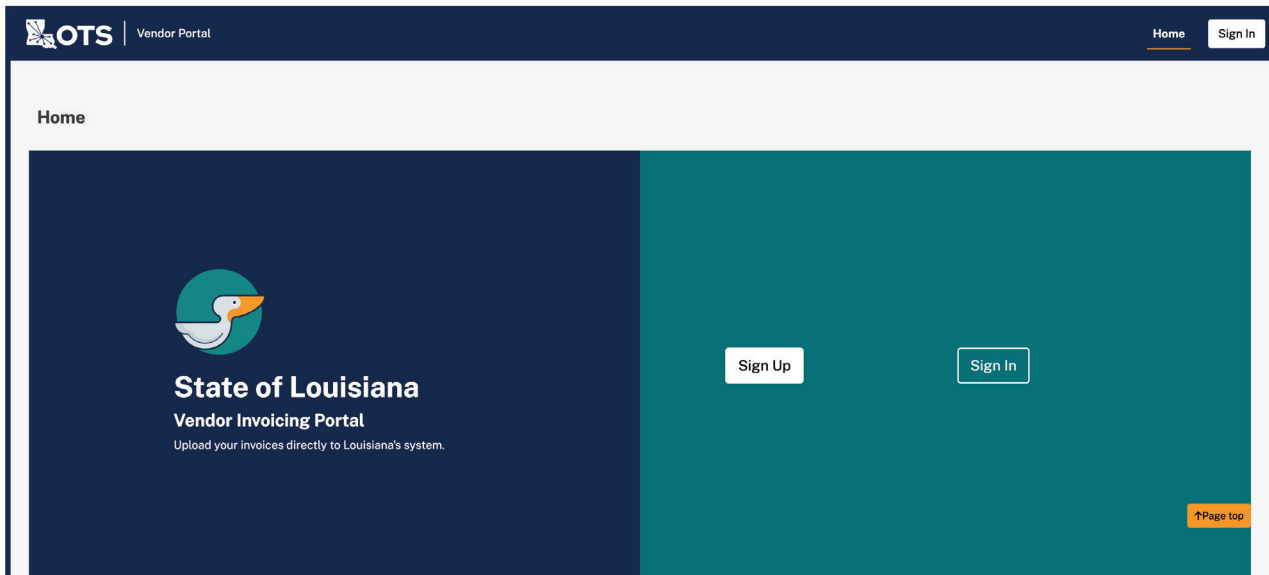 OTS | Vendor Portal
Home
Sign In
Home
State of Louisiana
Vendor Invoicing Portal
Upload your invoices directly to Louisiana's system.
Sign Up
Sign In
↑Page top